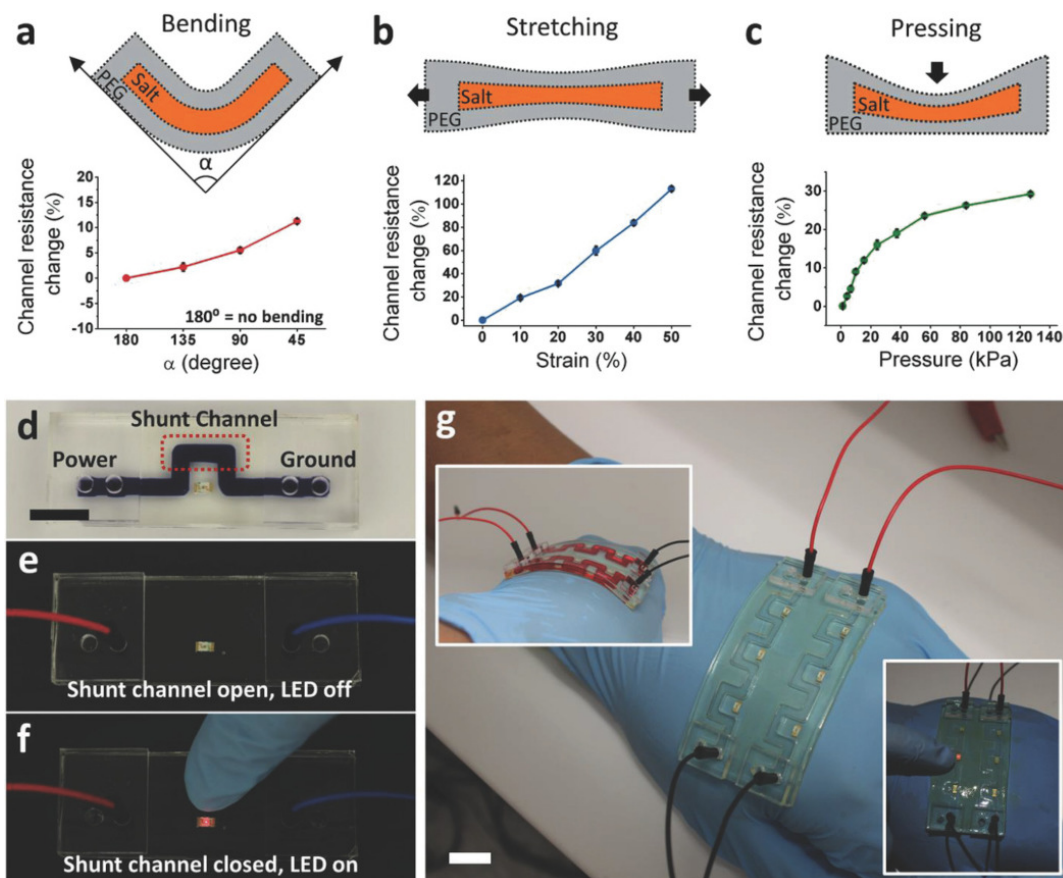 a
Bending
PEG
Salt
α
Channel resistance
change (%)
20
15
10
5
0
-5
-10
180
135
90
45
180º = no bending
α (degree)
b
Stretching
Salt
PEG
Channel resistance
change (%)
120
100
80
60
40
20
0
0
10
20
30
40
50
Strain (%)
c
Pressing
Salt
PEG
Channel resistance
change (%)
30
20
10
0
0
20
40
60
80
100
120
140
Pressure (kPa)
d
Shunt Channel
Power
Ground
e
Shunt channel open, LED off
f
Shunt channel closed, LED on
g